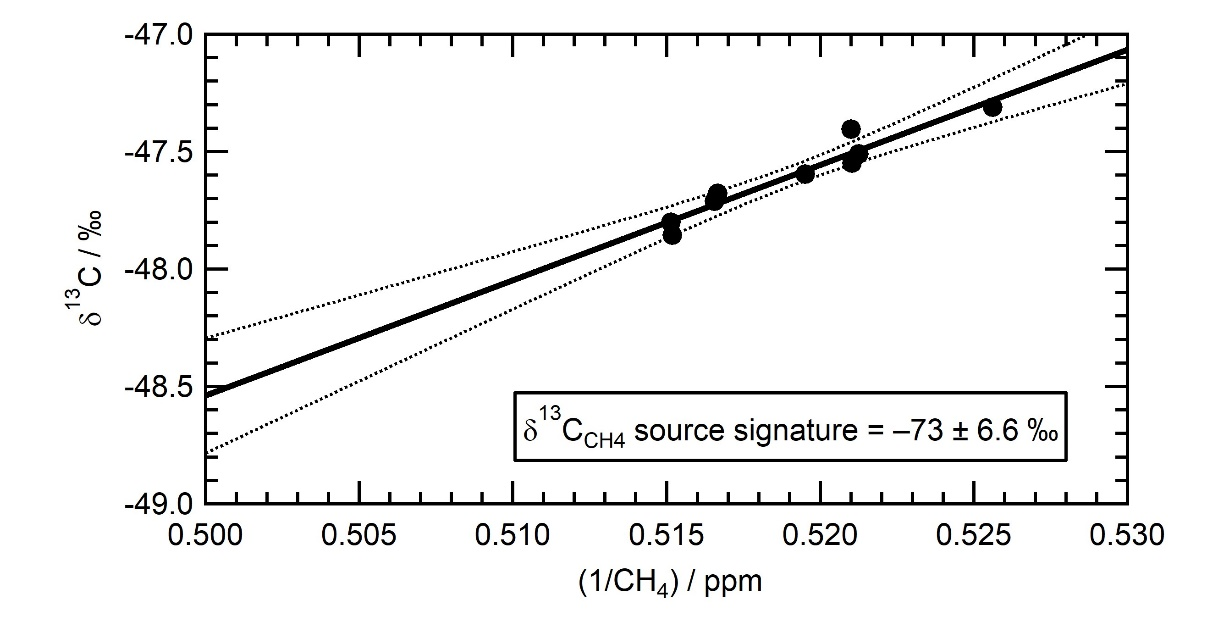 -47.0
-47.5
-48.0
-48.5
-49.0
δ¹³C / ‰
δ¹³C_CH4 source signature = –73 ± 6.6 ‰
0.500 0.505 0.510 0.515 0.520 0.525 0.530
(1/CH₄) / ppm